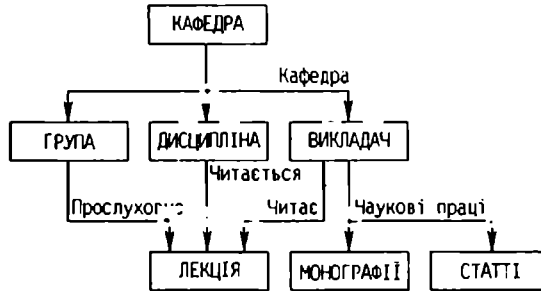 КАФЕДРА
Кафедра
ГРУПА
ДИСЦИПЛІНА
ВИКЛАДАЧ
Читається
Читає
Наукові праці
ЛЕКЦІЯ
МОНОГРАФІЇ
СТАТТІ